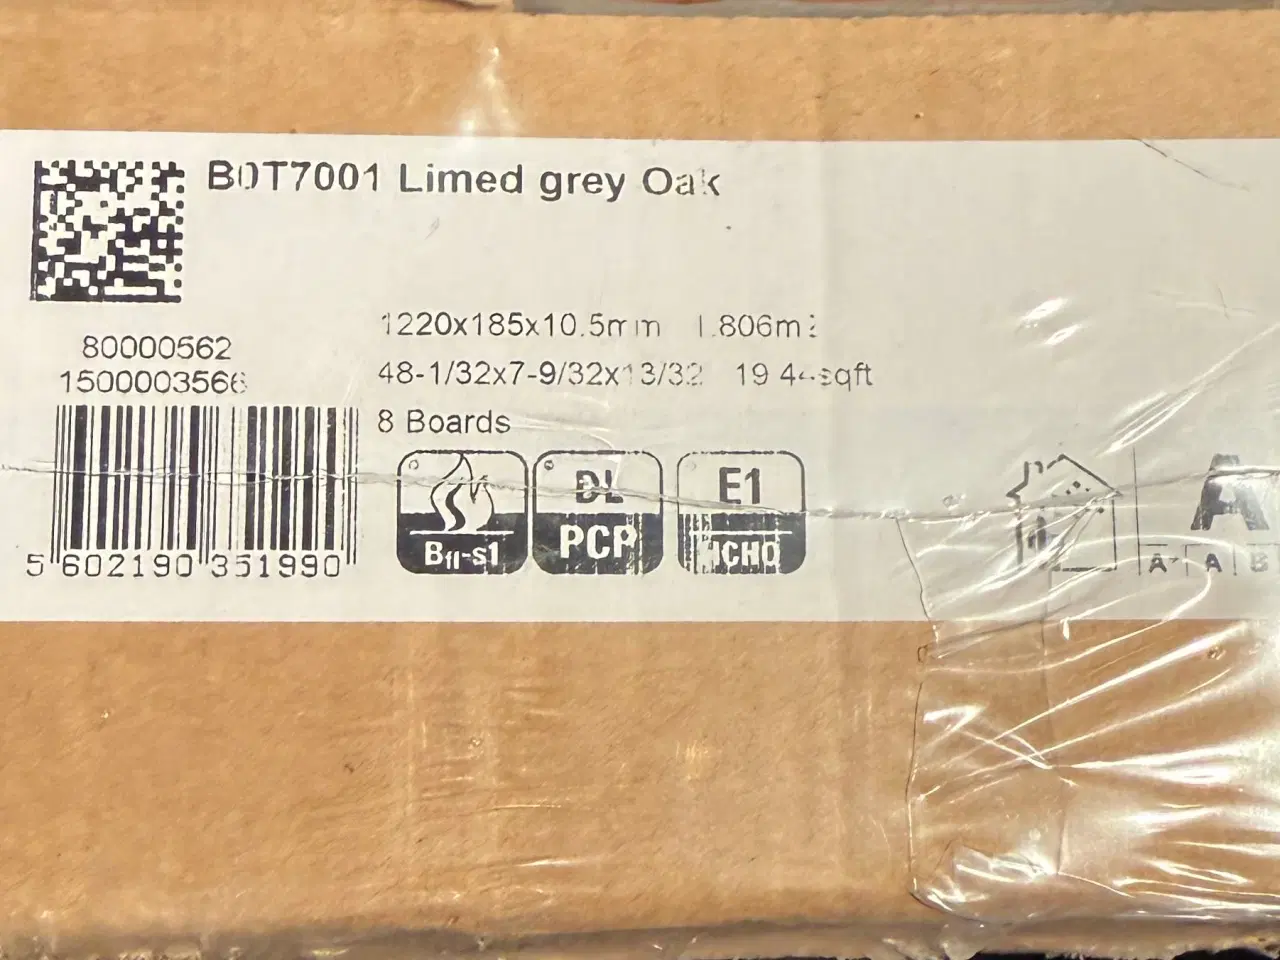 B0T7001 Limed grey Oak
1220x185x10.5mm 1.806m²
80000562
1500003566
48-1/32x7-9/32x13/32 19.44sqft
8 Boards
Bfl-s1
DL
PCP
E1
HCHO
5 602190 351990
A
A+ A B